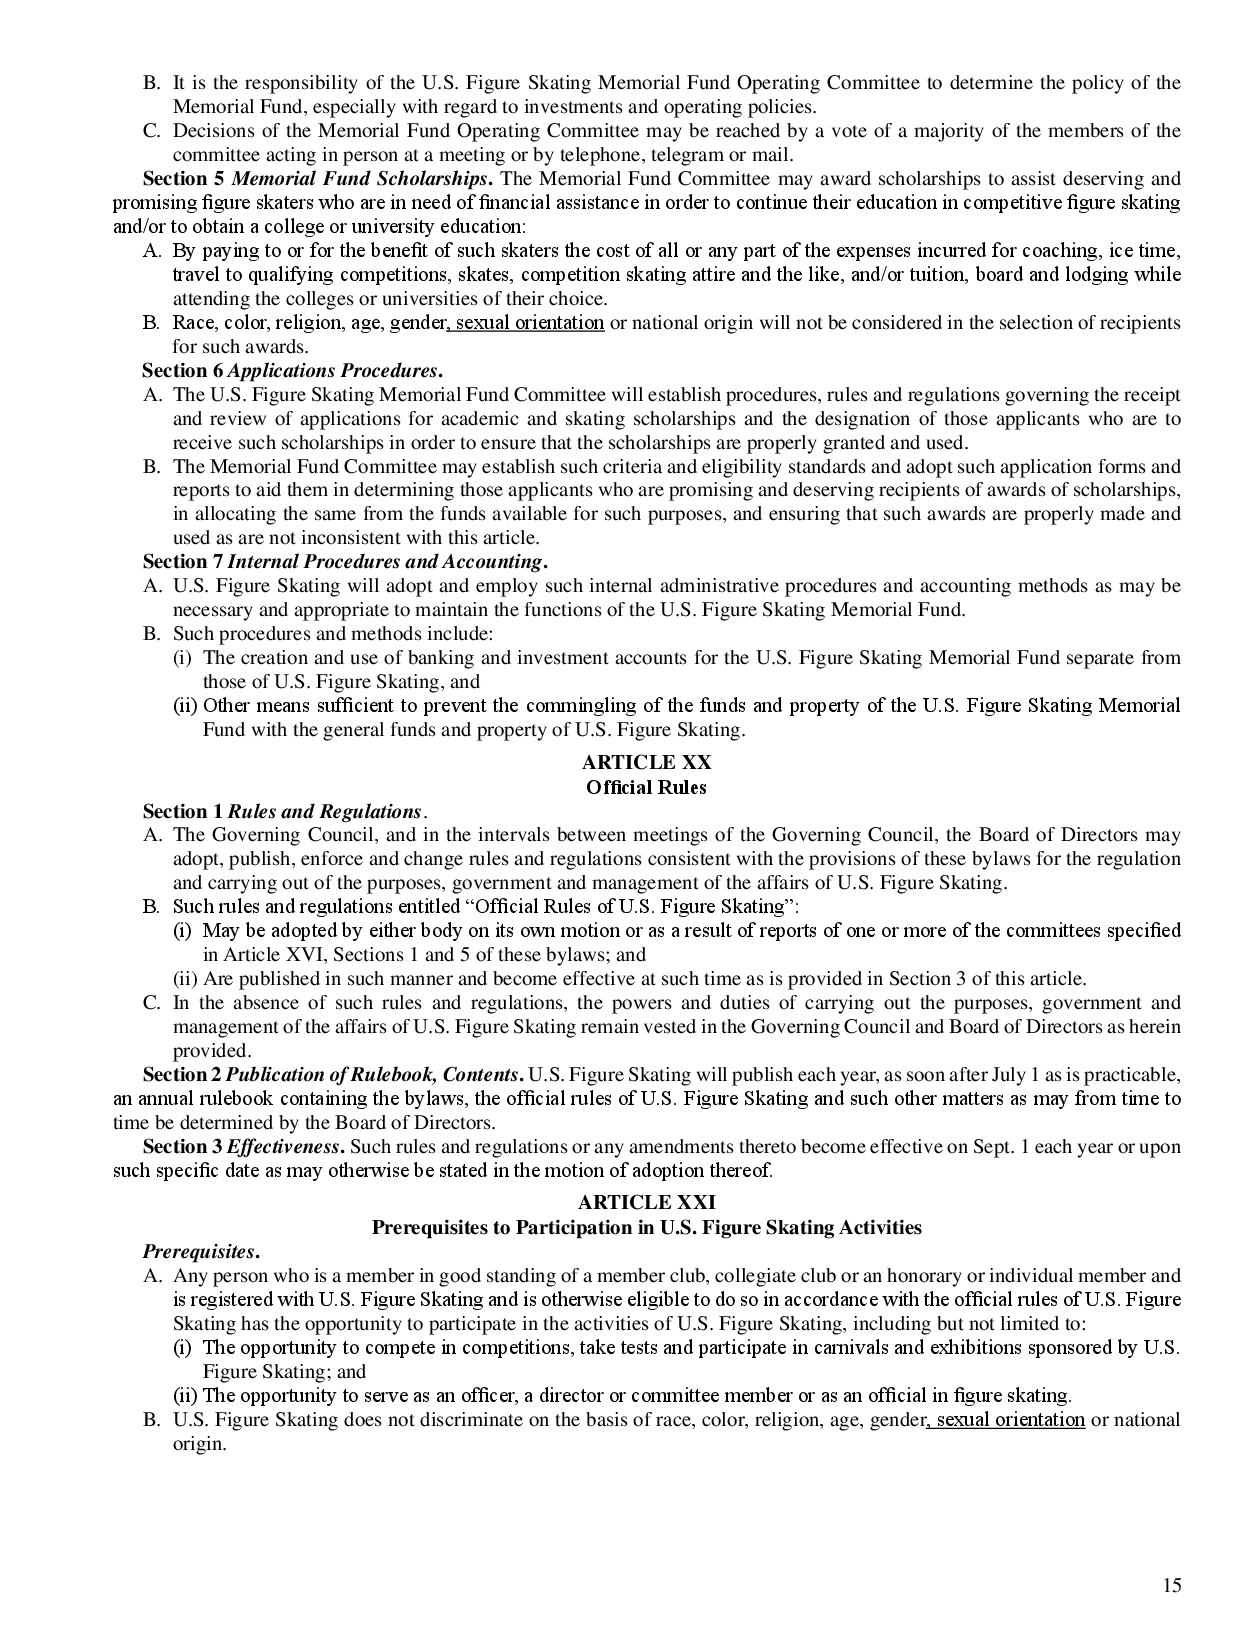 B. It is the responsibility of the U.S. Figure Skating Memorial Fund Operating Committee to determine the policy of the
Memorial Fund, especially with regard to investments and operating policies.
C. Decisions of the Memorial Fund Operating Committee may be reached by a vote of a majority of the members of the
committee acting in person at a meeting or by telephone, telegram or mail.
Section 5 Memorial Fund Scholarships. The Memorial Fund Committee may award scholarships to assist deserving and
promising figure skaters who are in need of financial assistance in order to continue their education in competitive figure skating
and/or to obtain a college or university education:
A. By paying to or for the benefit of such skaters the cost of all or any part of the expenses incurred for coaching, ice time,
travel to qualifying competitions, skates, competition skating attire and the like, and/or tuition, board and lodging while
attending the colleges or universities of their choice.
B. Race, color, religion, age, gender, sexual orientation or national origin will not be considered in the selection of recipients
for such awards.
Section 6 Applications Procedures.
A. The U.S. Figure Skating Memorial Fund Committee will establish procedures, rules and regulations governing the receipt
and review of applications for academic and skating scholarships and the designation of those applicants who are to
receive such scholarships in order to ensure that the scholarships are properly granted and used.
B. The Memorial Fund Committee may establish such criteria and eligibility standards and adopt such application forms and
reports to aid them in determining those applicants who are promising and deserving recipients of awards of scholarships,
in allocating the same from the funds available for such purposes, and ensuring that such awards are properly made and
used as are not inconsistent with this article.
Section 7 Internal Procedures and Accounting.
A. U.S. Figure Skating will adopt and employ such internal administrative procedures and accounting methods as may be
necessary and appropriate to maintain the functions of the U.S. Figure Skating Memorial Fund.
B. Such procedures and methods include:
(i) The creation and use of banking and investment accounts for the U.S. Figure Skating Memorial Fund separate from
those of U.S. Figure Skating, and
(ii) Other means sufficient to prevent the commingling of the funds and property of the U.S. Figure Skating Memorial
Fund with the general funds and property of U.S. Figure Skating.
ARTICLE XX
Official Rules
Section 1 Rules and Regulations.
A. The Governing Council, and in the intervals between meetings of the Governing Council, the Board of Directors may
adopt, publish, enforce and change rules and regulations consistent with the provisions of these bylaws for the regulation
and carrying out of the purposes, government and management of the affairs of U.S. Figure Skating.
B. Such rules and regulations entitled “Official Rules of U.S. Figure Skating”:
(i) May be adopted by either body on its own motion or as a result of reports of one or more of the committees specified
in Article XVI, Sections 1 and 5 of these bylaws; and
(ii) Are published in such manner and become effective at such time as is provided in Section 3 of this article.
C. In the absence of such rules and regulations, the powers and duties of carrying out the purposes, government and
management of the affairs of U.S. Figure Skating remain vested in the Governing Council and Board of Directors as herein
provided.
Section 2 Publication of Rulebook, Contents. U.S. Figure Skating will publish each year, as soon after July 1 as is practicable,
an annual rulebook containing the bylaws, the official rules of U.S. Figure Skating and such other matters as may from time to
time be determined by the Board of Directors.
Section 3 Effectiveness. Such rules and regulations or any amendments thereto become effective on Sept. 1 each year or upon
such specific date as may otherwise be stated in the motion of adoption thereof.
ARTICLE XXI
Prerequisites to Participation in U.S. Figure Skating Activities
Prerequisites.
A. Any person who is a member in good standing of a member club, collegiate club or an honorary or individual member and
is registered with U.S. Figure Skating and is otherwise eligible to do so in accordance with the official rules of U.S. Figure
Skating has the opportunity to participate in the activities of U.S. Figure Skating, including but not limited to:
(i) The opportunity to compete in competitions, take tests and participate in carnivals and exhibitions sponsored by U.S.
Figure Skating; and
(ii) The opportunity to serve as an officer, a director or committee member or as an official in figure skating.
B. U.S. Figure Skating does not discriminate on the basis of race, color, religion, age, gender, sexual orientation or national
origin.
15